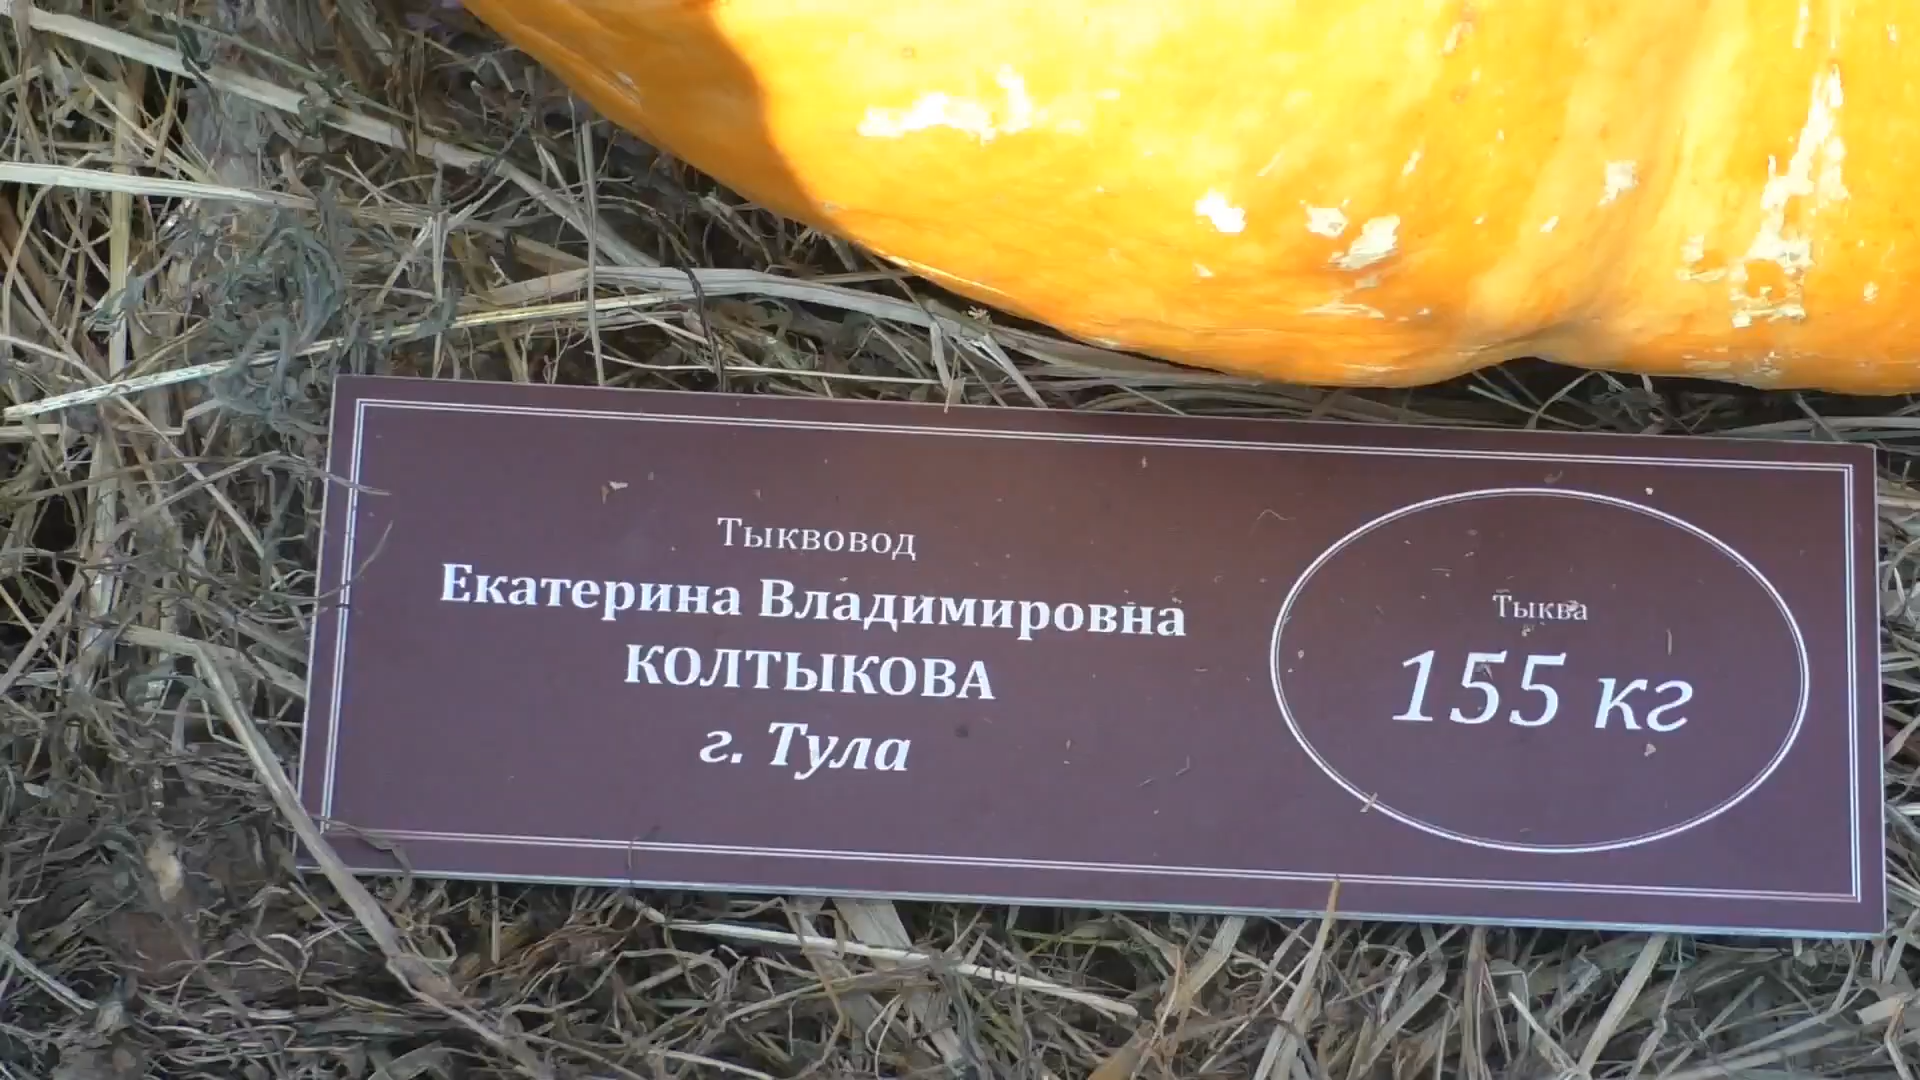 Тыквовод
Екатерина Владимировна
КОЛТЫКОВА
г. Тула
Тыква
155 кг